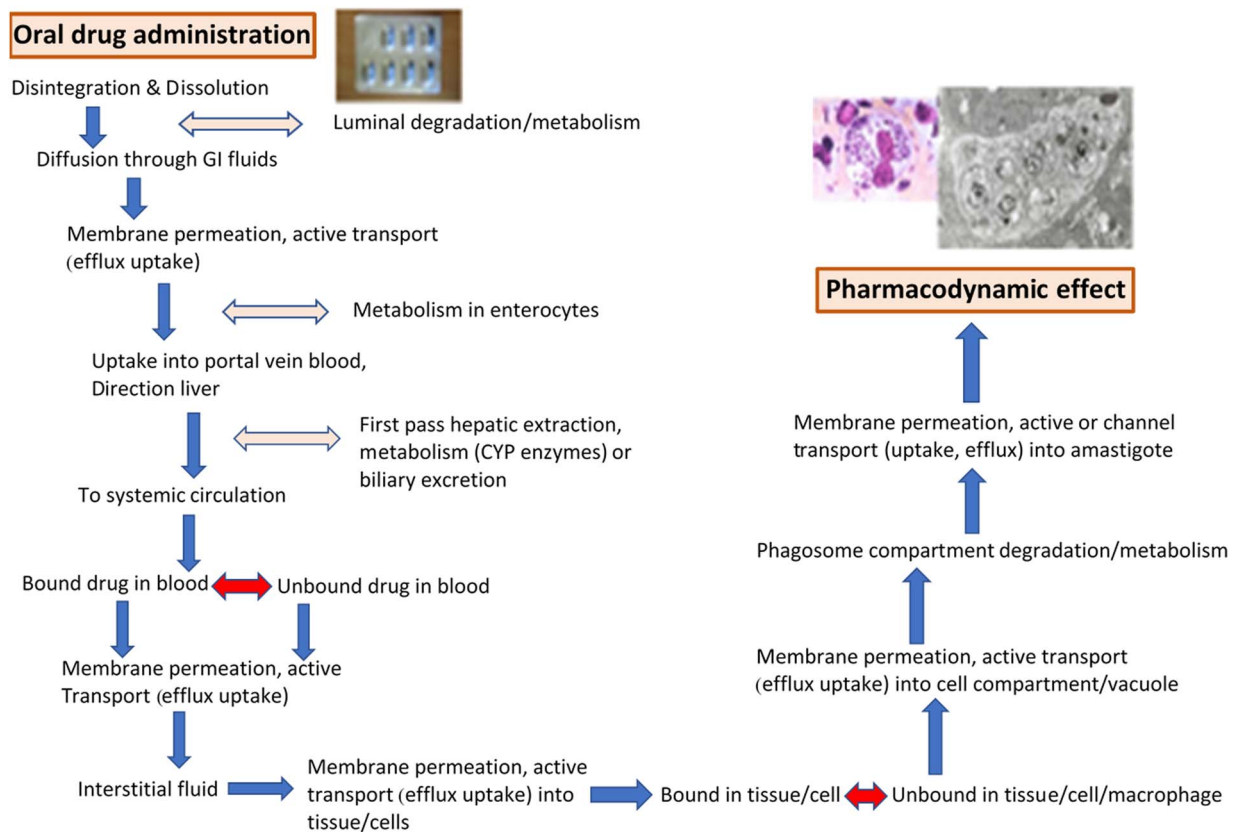 Oral drug administration
Disintegration & Dissolution
Luminal degradation/metabolism
Diffusion through GI fluids
Membrane permeation, active transport
(efflux uptake)
Metabolism in enterocytes
Uptake into portal vein blood,
Direction liver
First pass hepatic extraction,
metabolism (CYP enzymes) or
biliary excretion
To systemic circulation
Bound drug in blood
Unbound drug in blood
Membrane permeation, active
Transport (efflux uptake)
Interstitial fluid
Membrane permeation, active
transport (efflux uptake) into
tissue/cells
Bound in tissue/cell
Unbound in tissue/cell/macrophage
Membrane permeation, active transport
(efflux uptake) into cell compartment/vacuole
Phagosome compartment degradation/metabolism
Membrane permeation, active or channel
transport (uptake, efflux) into amastigote
Pharmacodynamic effect